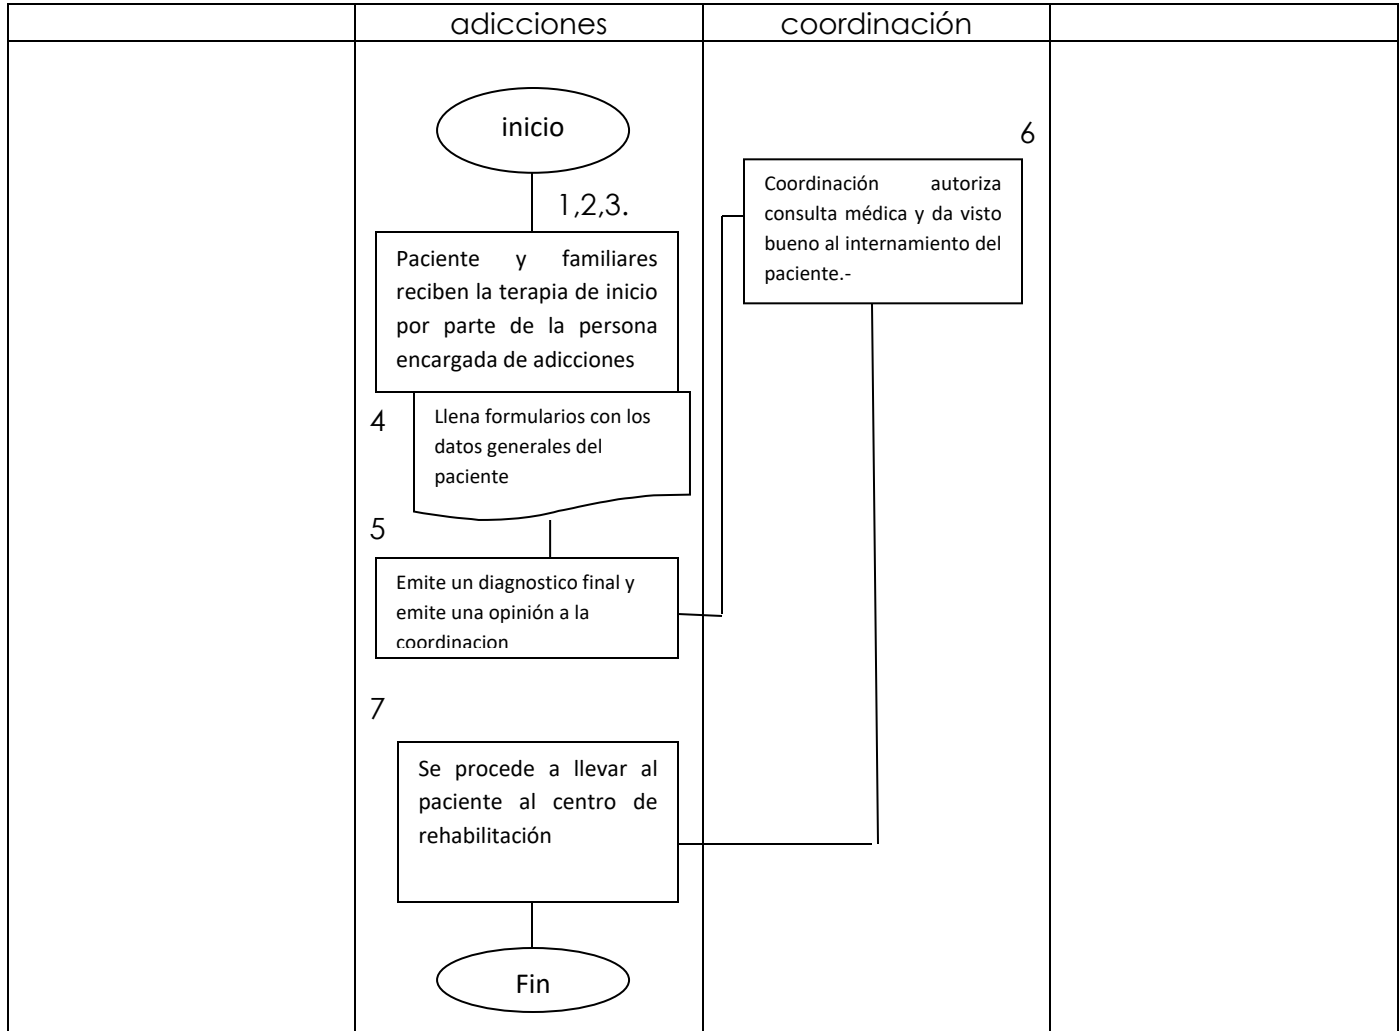 adicciones
coordinación
inicio
1,2,3.
Paciente y familiares
reciben la terapia de inicio
por parte de la persona
encargada de adicciones
4
Llena formularios con los
datos generales del
paciente
5
Emite un diagnostico final y
emite una opinión a la
coordinacion
6
Coordinación autoriza
consulta médica y da visto
bueno al internamiento del
paciente.-
7
Se procede a llevar al
paciente al centro de
rehabilitación
Fin